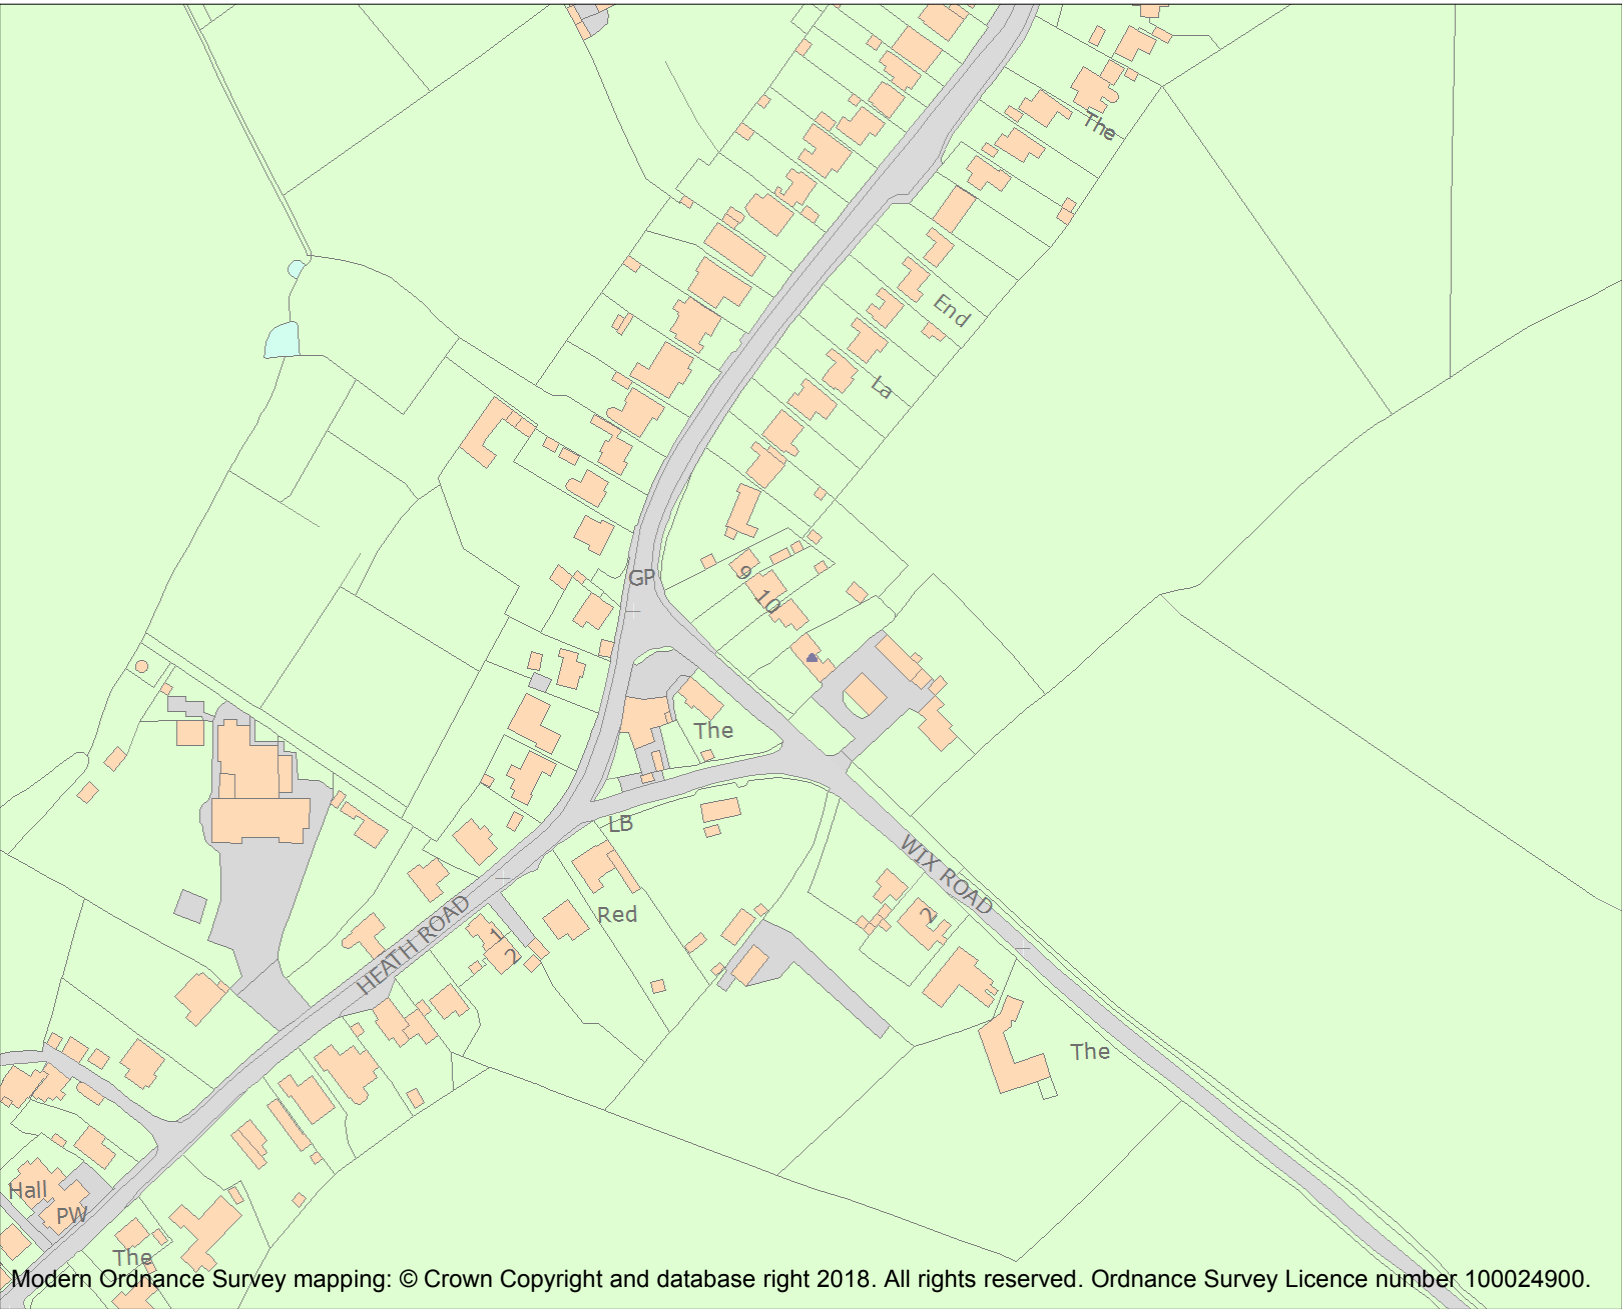 The
End
La
GP
9
10
The
LB
WIX ROAD
HEATH ROAD
Red
2
1
2
The
Hall
PW
The
Modern Ordnance Survey mapping: © Crown Copyright and database right 2018. All rights reserved. Ordnance Survey Licence number 100024900.